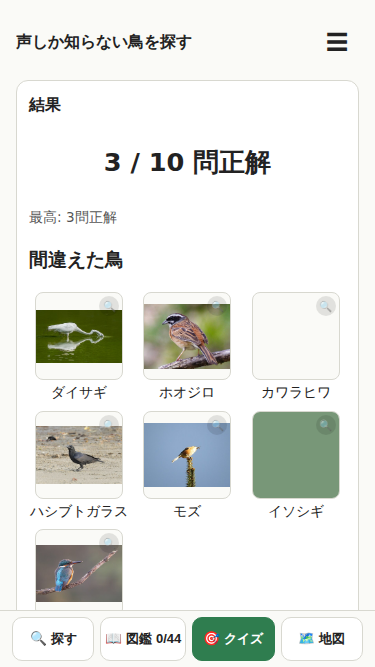 声しか知らない鳥を探す
結果
3 / 10 問正解
最高: 3問正解
間違えた鳥
ダイサギ
ホオジロ
カワラヒワ
ハシブトガラス
モズ
イソシギ
探す
図鑑 0/44
クイズ
地図